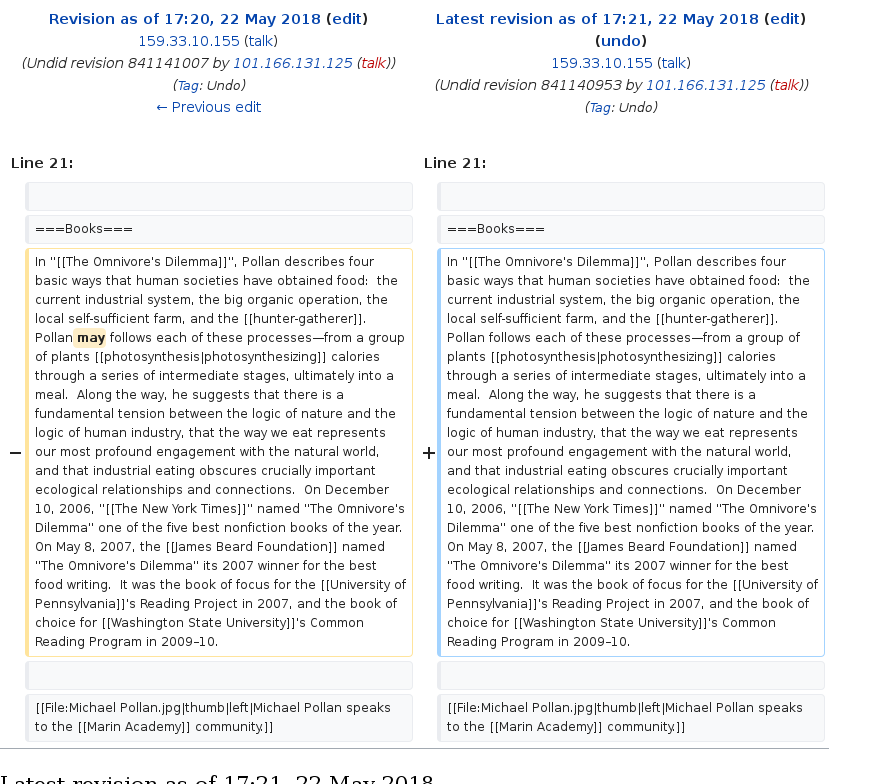 Revision as of 17:20, 22 May 2018 (edit)
159.33.10.155 (talk)
(Undid revision 841141007 by 101.166.131.125 (talk))
(Tag: Undo)
← Previous edit
Latest revision as of 17:21, 22 May 2018 (edit)
(undo)
159.33.10.155 (talk)
(Undid revision 841140953 by 101.166.131.125 (talk))
(Tag: Undo)
Line 21:
Line 21:
===Books===
===Books===
−
In ''[[The Omnivore's Dilemma]]'', Pollan describes four
basic ways that human societies have obtained food:  the
current industrial system, the big organic operation, the
local self-sufficient farm, and the [[hunter-gatherer]].
Pollan may follows each of these processes—from a group
of plants [[photosynthesis|photosynthesizing]] calories
through a series of intermediate stages, ultimately into a
meal.  Along the way, he suggests that there is a
fundamental tension between the logic of nature and the
logic of human industry, that the way we eat represents
our most profound engagement with the natural world,
and that industrial eating obscures crucially important
ecological relationships and connections.  On December
10, 2006, ''[[The New York Times]]'' named ''The Omnivore's
Dilemma'' one of the five best nonfiction books of the year.
On May 8, 2007, the [[James Beard Foundation]] named
''The Omnivore's Dilemma'' its 2007 winner for the best
food writing.  It was the book of focus for the [[University of
Pennsylvania]]'s Reading Project in 2007, and the book of
choice for [[Washington State University]]'s Common
Reading Program in 2009–10.
+
In ''[[The Omnivore's Dilemma]]'', Pollan describes four
basic ways that human societies have obtained food:  the
current industrial system, the big organic operation, the
local self-sufficient farm, and the [[hunter-gatherer]].
Pollan follows each of these processes—from a group of
plants [[photosynthesis|photosynthesizing]] calories
through a series of intermediate stages, ultimately into a
meal.  Along the way, he suggests that there is a
fundamental tension between the logic of nature and the
logic of human industry, that the way we eat represents
our most profound engagement with the natural world,
and that industrial eating obscures crucially important
ecological relationships and connections.  On December
10, 2006, ''[[The New York Times]]'' named ''The Omnivore's
Dilemma'' one of the five best nonfiction books of the year.
On May 8, 2007, the [[James Beard Foundation]] named
''The Omnivore's Dilemma'' its 2007 winner for the best
food writing.  It was the book of focus for the [[University of
Pennsylvania]]'s Reading Project in 2007, and the book of
choice for [[Washington State University]]'s Common
Reading Program in 2009–10.
[[File:Michael Pollan.jpg|thumb|left|Michael Pollan speaks
to the [[Marin Academy]] community.]]
[[File:Michael Pollan.jpg|thumb|left|Michael Pollan speaks
to the [[Marin Academy]] community.]]
Latest revision as of 17:21, 22 May 2018